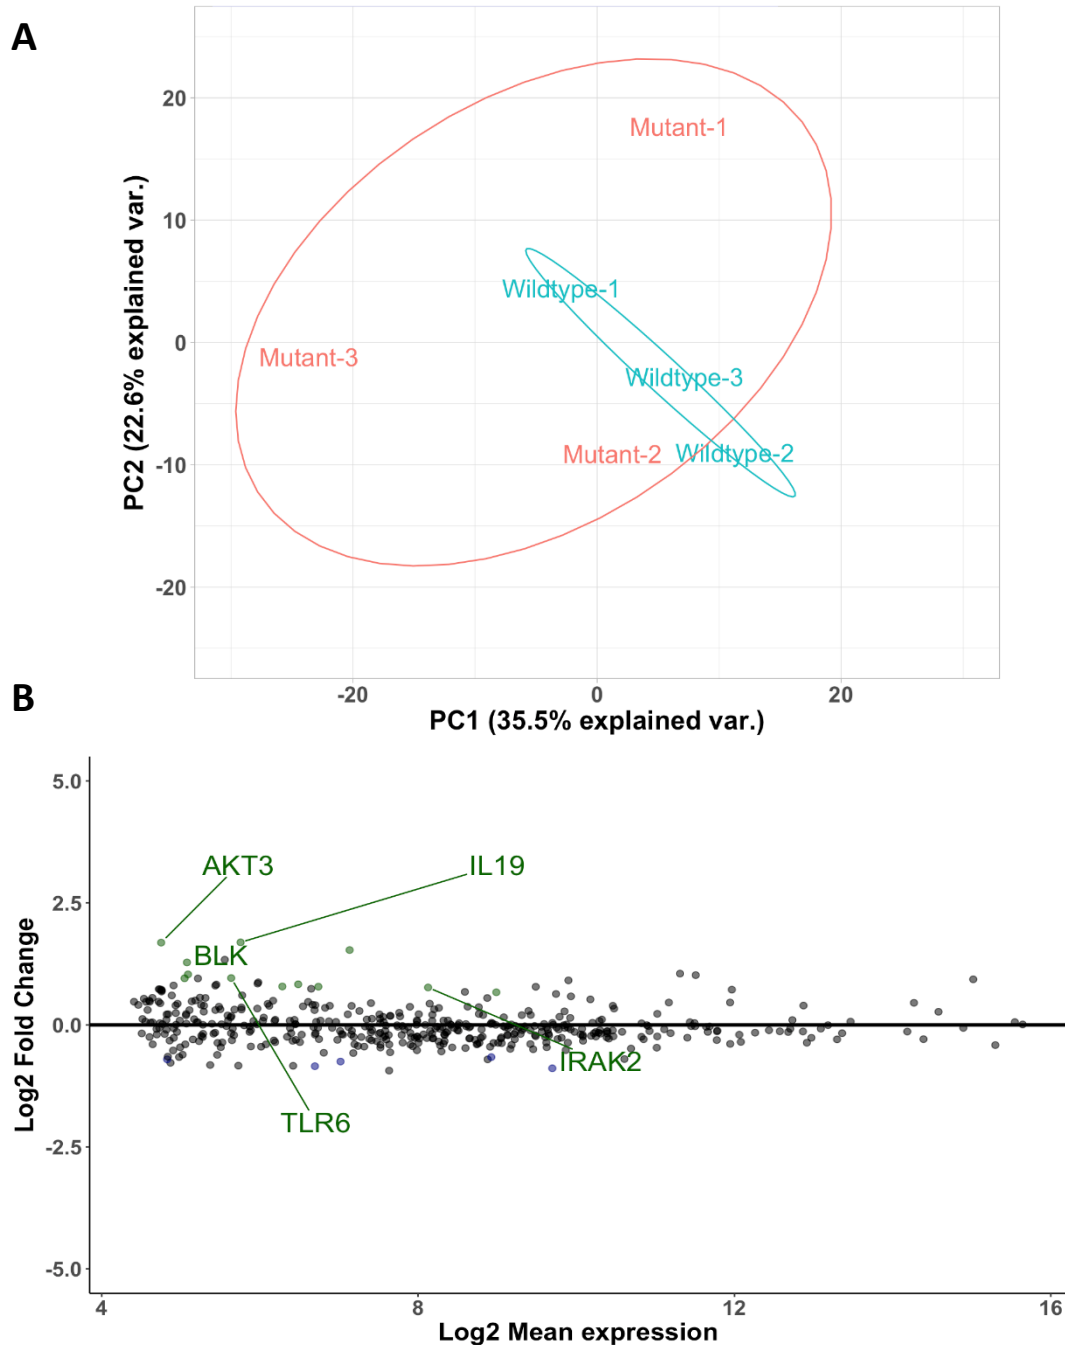 A
PC2 (22.6% explained var.)
20
10
0
-10
-20
Mutant-1
Wildtype-1
Mutant-3
Wildtype-3
Mutant-2
Wildtype-2
-20
0
20
PC1 (35.5% explained var.)
B
Log2 Fold Change
5.0
2.5
0.0
-2.5
-5.0
AKT3
IL19
BLK
IRAK2
TLR6
4
8
12
16
Log2 Mean expression